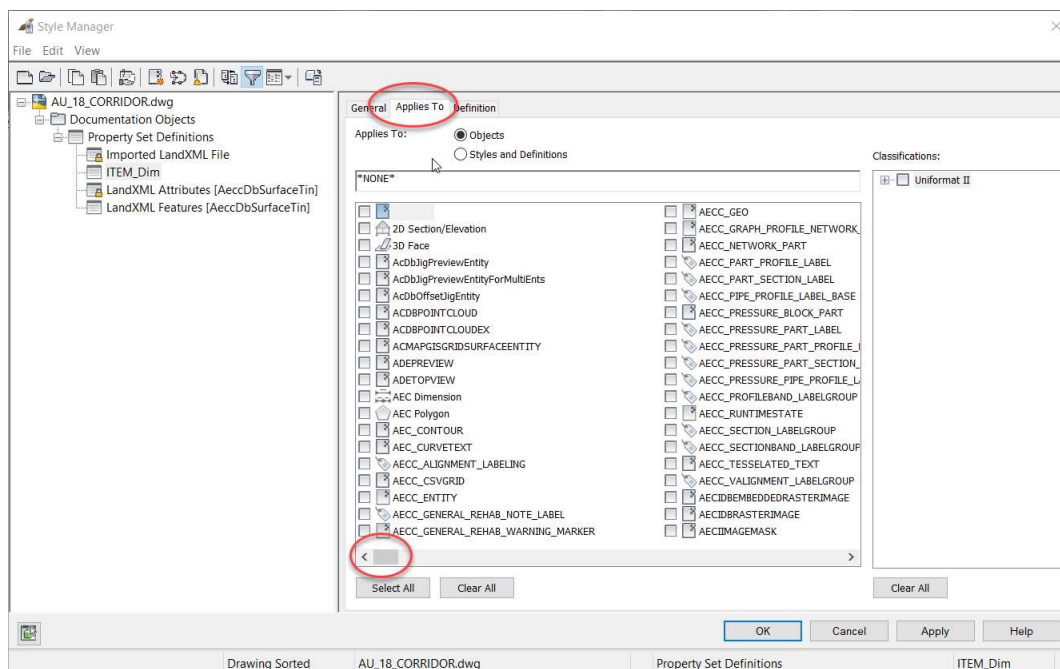 Style Manager
File Edit View
AU_18_CORRIDOR.dwg
Documentation Objects
Property Set Definitions
Imported LandXML File
ITEM_Dim
LandXML Attributes [AeccDbSurfaceTin]
LandXML Features [AeccDbSurfaceTin]
General Applies To Definition
Applies To: Objects
Styles and Definitions
*NONE*
2D Section/Elevation
3D Face
AcDbJigPreviewEntity
AcDbJigPreviewEntityForMultiEnts
AcDbOffsetJigEntity
ACDBPOINTCLOUD
ACDBPOINTCLOUDEX
ACMAPGISGRIDSURFACEENTITY
ADEPREVIEW
ADETOPVIEW
AEC Dimension
AEC Polygon
AEC_CONTOUR
AEC_CURVETEXT
AECC_ALIGNMENT_LABELING
AECC_CSVGRID
AECC_ENTITY
AECC_GENERAL_REHAB_NOTE_LABEL
AECC_GENERAL_REHAB_WARNING_MARKER
AECC_GEO
AECC_GRAPH_PROFILE_NETWORK_
AECC_NETWORK_PART
AECC_PART_PROFILE_LABEL
AECC_PART_SECTION_LABEL
AECC_PIPE_PROFILE_LABEL_BASE
AECC_PRESSURE_BLOCK_PART
AECC_PRESSURE_PART_LABEL
AECC_PRESSURE_PART_PROFILE_
AECC_PRESSURE_PART_SECTION_
AECC_PRESSURE_PIPE_PROFILE_L
AECC_PROFILEBAND_LABELGROUP
AECC_RUNTIMESTATE
AECC_SECTION_LABELGROUP
AECC_SECTIONBAND_LABELGROUP
AECC_TESSELATED_TEXT
AECC_VALIGNMENT_LABELGROUP
AECIDBEMBEDDEDRASTERIMAGE
AECIDBRASTERIMAGE
AECIIMAGEMASK
Select All Clear All
Classifications:
Uniformat II
Clear All
OK Cancel Apply Help
Drawing Sorted AU_18_CORRIDOR.dwg Property Set Definitions ITEM_Dim